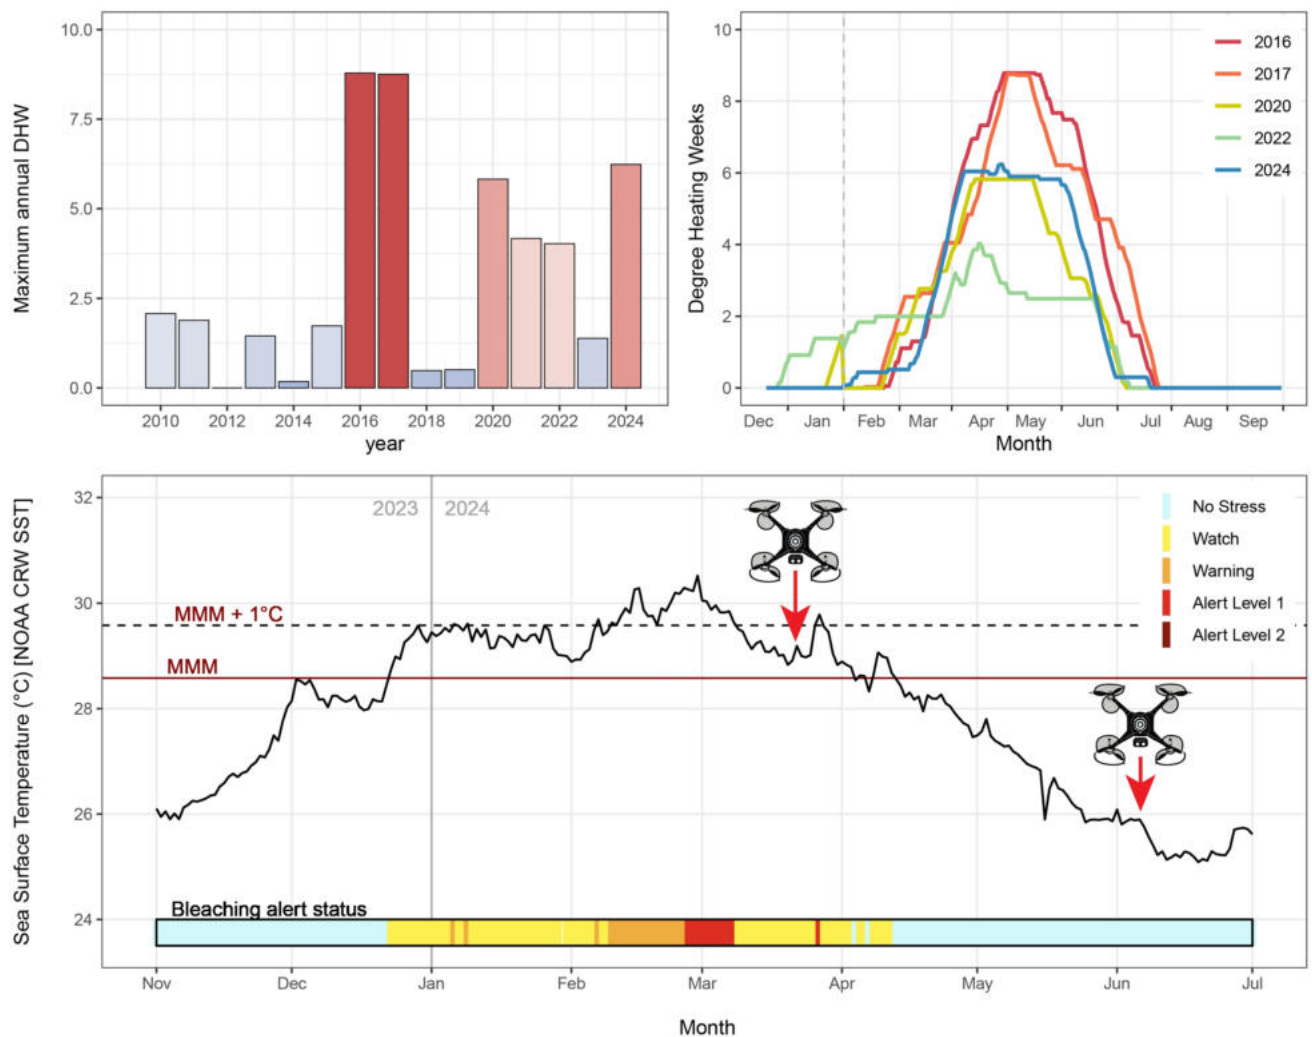 Maximum annual DHW
10.0
7.5
5.0
2.5
0.0
2010 2012 2014 2016 2018 2020 2022 2024
year
Degree Heating Weeks
10
8
6
4
2
0
2016
2017
2020
2022
2024
Dec Jan Feb Mar Apr May Jun Jul Aug Sep
Month
Sea Surface Temperature (°C) [NOAA CRW SST]
32
30
28
26
24
2023 2024
MMM + 1°C
MMM
No Stress
Watch
Warning
Alert Level 1
Alert Level 2
Bleaching alert status
Nov Dec Jan Feb Mar Apr May Jun Jul
Month